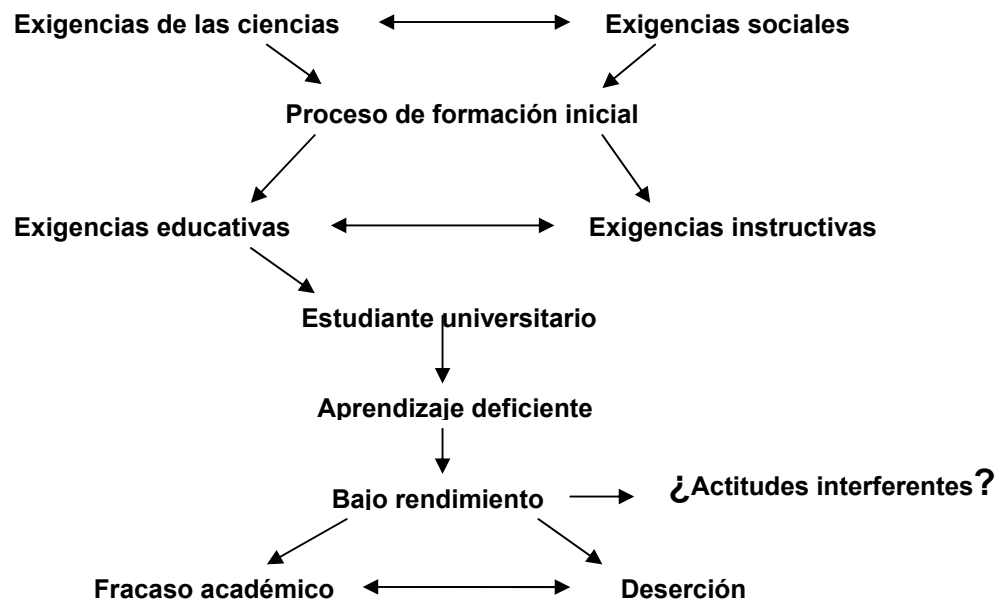 Exigencias de las ciencias Exigencias sociales
Proceso de formación inicial
Exigencias educativas Exigencias instructivas
Estudiante universitario
Aprendizaje deficiente
Bajo rendimiento ¿Actitudes interferentes?
Fracaso académico Deserción